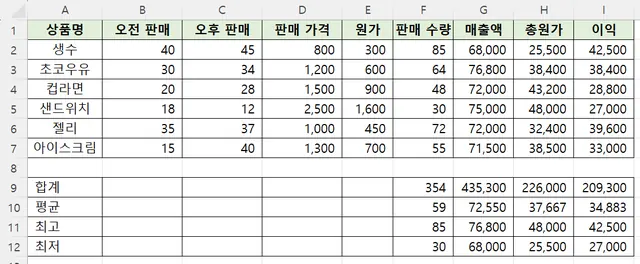 A B C D E F G H I
1 상품명 오전 판매 오후 판매 판매 가격 원가 판매 수량 매출액 총원가 이익
2 생수 40 45 800 300 85 68,000 25,500 42,500
3 초코우유 30 34 1,200 600 64 76,800 38,400 38,400
4 컵라면 20 28 1,500 900 48 72,000 43,200 28,800
5 샌드위치 18 12 2,500 1,600 30 75,000 48,000 27,000
6 젤리 35 37 1,000 450 72 72,000 32,400 39,600
7 아이스크림 15 40 1,300 700 55 71,500 38,500 33,000
8
9 합계 354 435,300 226,000 209,300
10 평균 59 72,550 37,667 34,883
11 최고 85 76,800 48,000 42,500
12 최저 30 68,000 25,500 27,000